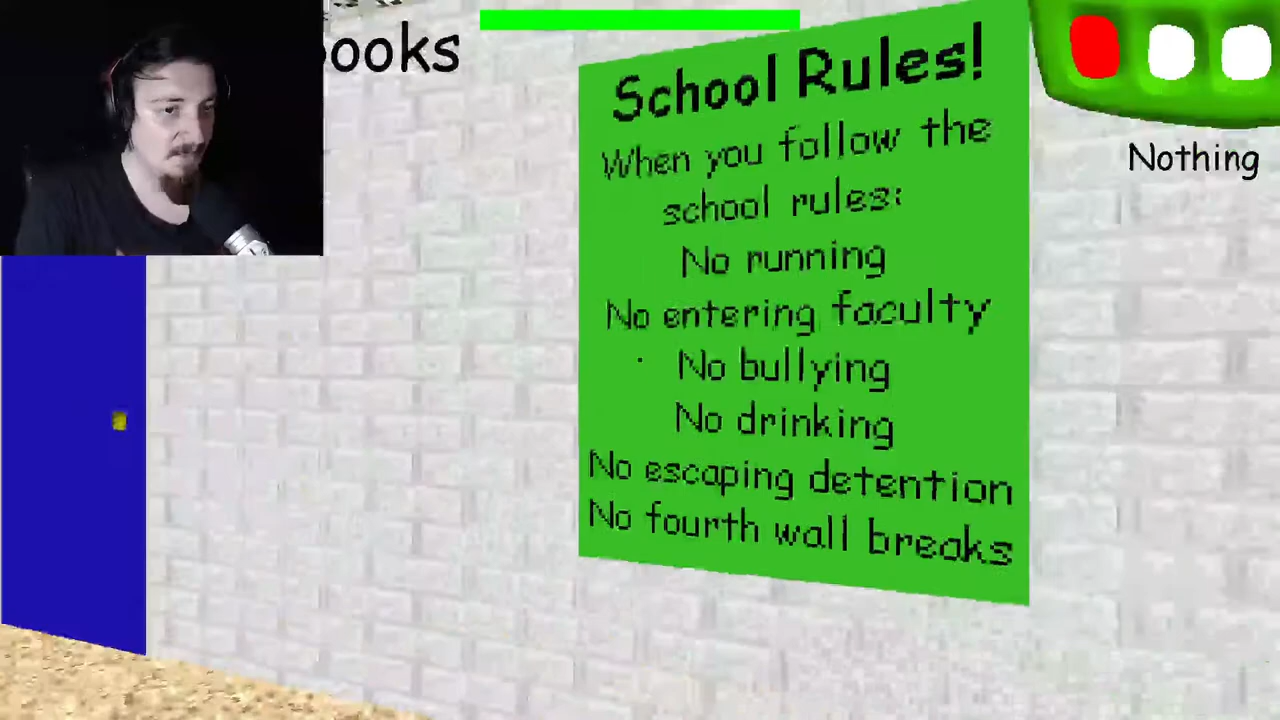 ooks
School Rules!
When you follow the
school rules:
No running
No entering faculty
No bullying
No drinking
No escaping detention
No fourth wall breaks
Nothing